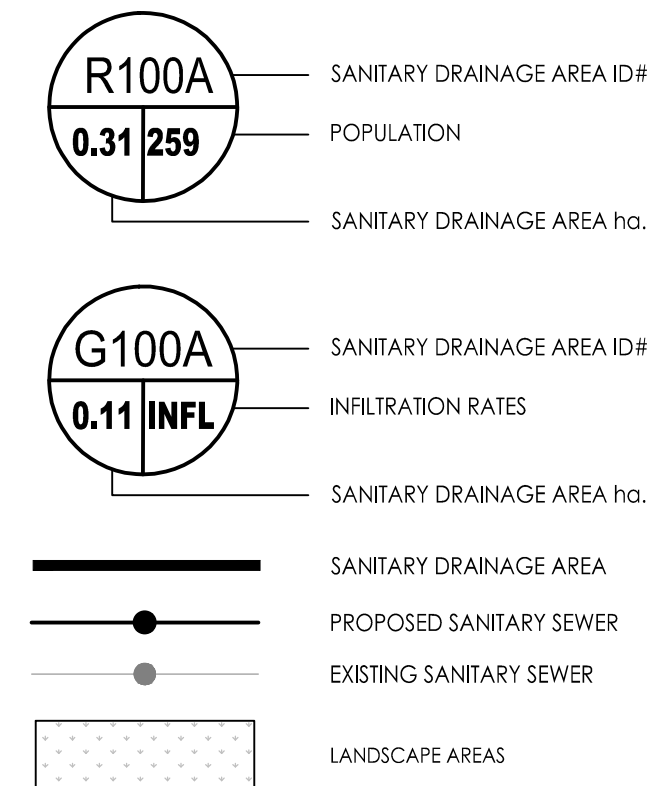 R100A
SANITARY DRAINAGE AREA ID#
0.31 259
POPULATION
SANITARY DRAINAGE AREA ha.
G100A
SANITARY DRAINAGE AREA ID#
0.11 INFL
INFILTRATION RATES
SANITARY DRAINAGE AREA ha.
SANITARY DRAINAGE AREA
PROPOSED SANITARY SEWER
EXISTING SANITARY SEWER
LANDSCAPE AREAS